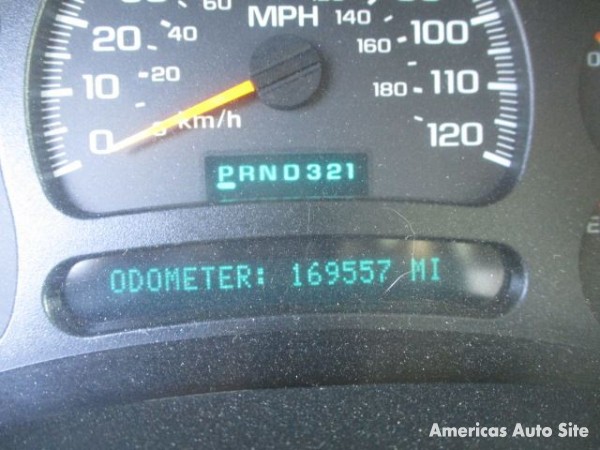 60 MPH 140
20 40 160 100
10 20 180 110
0 0 km/h 120
PRND321
ODOMETER: 169557 MI
Americas Auto Site